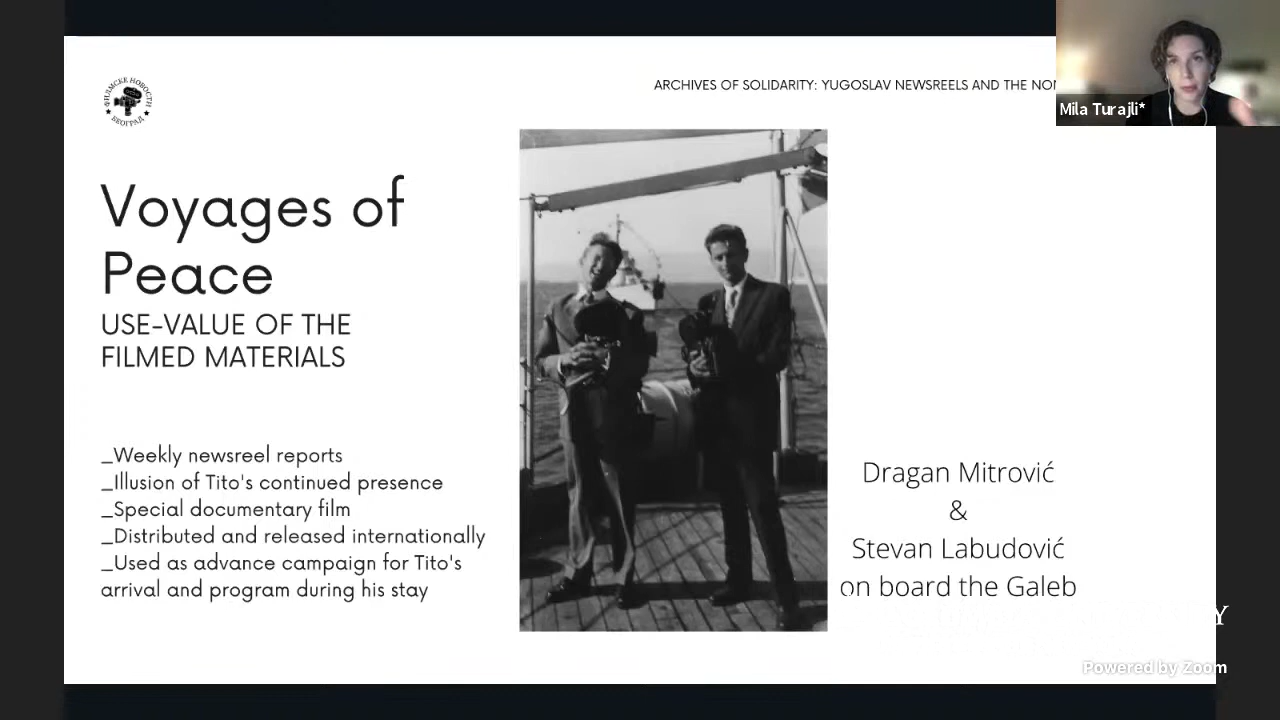 ФИЛМСКЕ НОВОСТИ
БЕОГРАД
ARCHIVES OF SOLIDARITY: YUGOSLAV NEWSREELS AND THE NON
Mila Turajli*
Voyages of
Peace
USE-VALUE OF THE
FILMED MATERIALS
_Weekly newsreel reports
_Illusion of Tito's continued presence
_Special documentary film
_Distributed and released internationally
_Used as advance campaign for Tito's
arrival and program during his stay
Dragan Mitrović
&
Stevan Labudović
on board the Galeb
Powered by Zoom